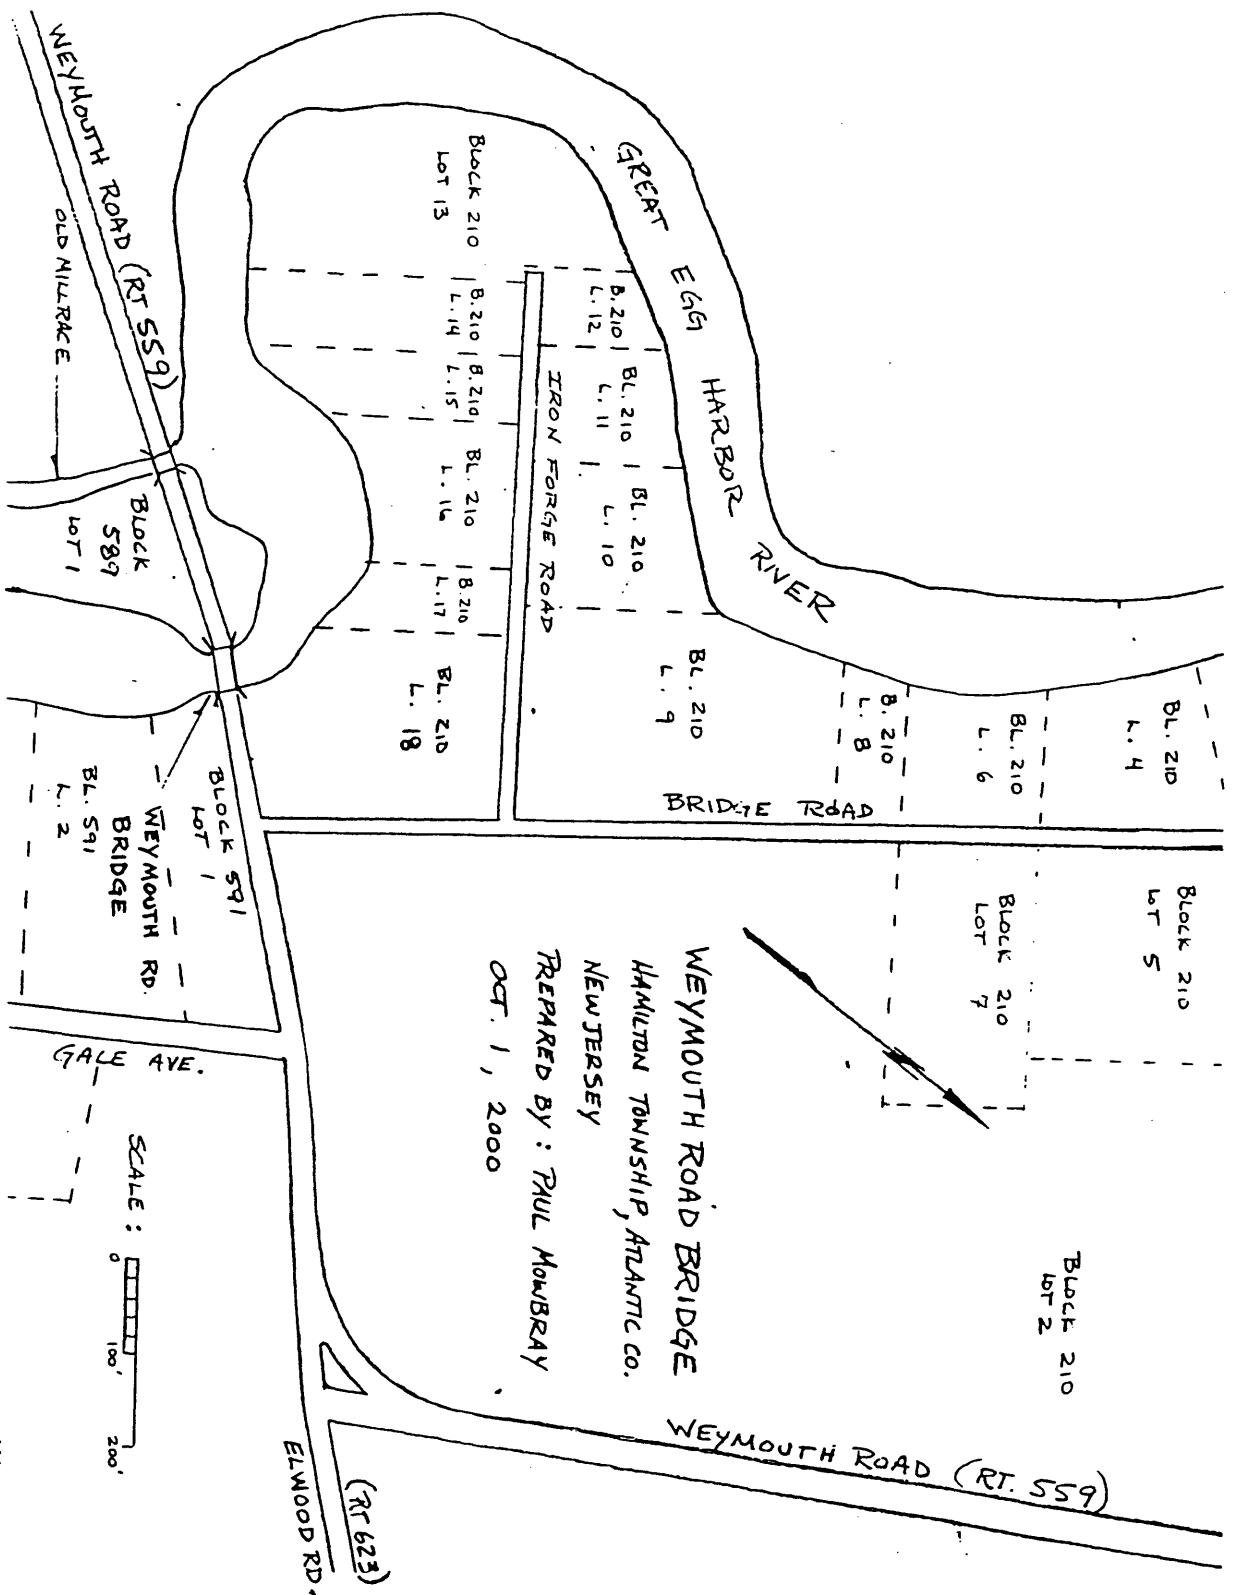 WEYMOUTH ROAD (RT 559)
OLD MILLRACE
GREAT EGG HARBOR RIVER
BLOCK 210
LOT 13
B.210
L.14
B.210
L.15
BL. 210
L. 16
B.210
L.17
BL. 210
L. 18
IRON FORGE ROAD
B.210
L.12
BL. 210
L. 11
BL. 210
L. 10
BL. 210
L. 9
B. 210
L. 8
BL. 210
L. 6
BL. 210
L. 4
BRIDGE ROAD
BLOCK 210
LOT 5
BLOCK 210
LOT 7
BLOCK 210
LOT 2
BLOCK
589
LOT 1
BLOCK 591
LOT 1
WEYMOUTH RD.
BRIDGE
BL. 591
L. 2
GALE AVE.
WEYMOUTH ROAD BRIDGE
HAMILTON TOWNSHIP, ATLANTIC CO.
NEW JERSEY
PREPARED BY: PAUL MOWBRAY
OCT. 1, 2000
SCALE:
0 100' 200'
WEYMOUTH ROAD (RT. 559)
(RT 623)
ELWOOD RD.